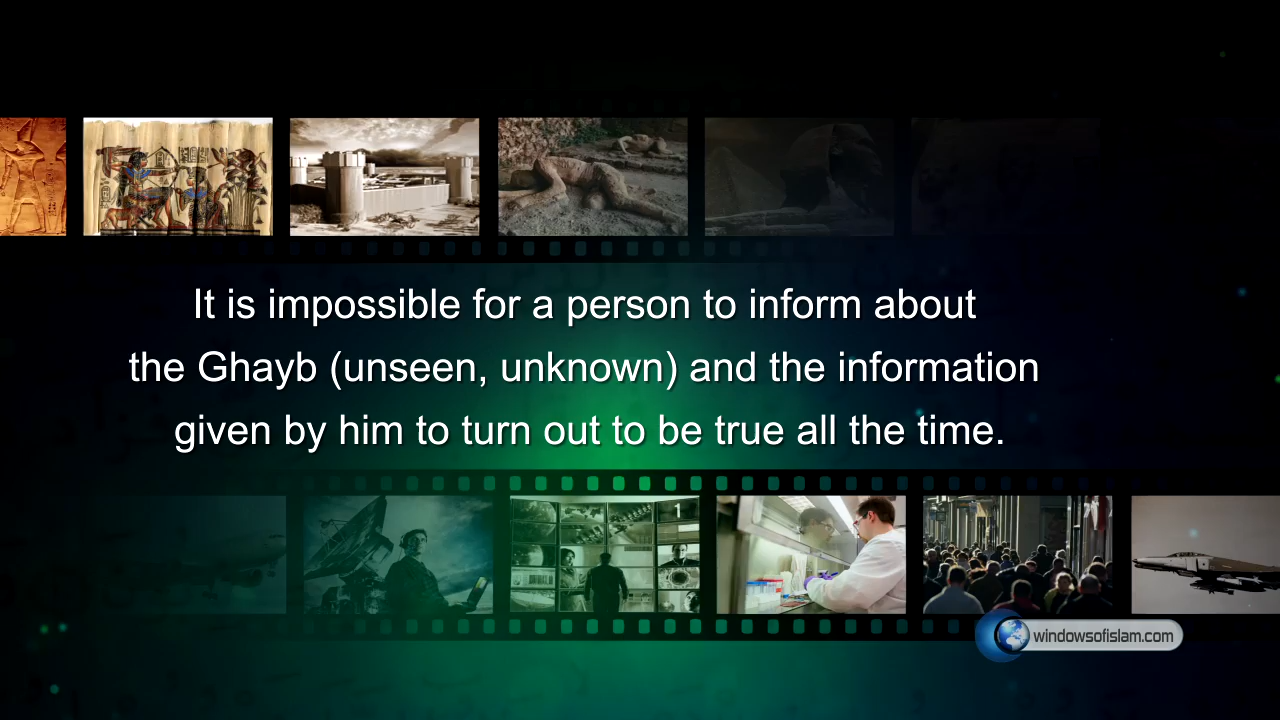 It is impossible for a person to inform about
the Ghayb (unseen, unknown) and the information
given by him to turn out to be true all the time.
1
windowsofislam.com